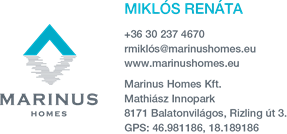 MIKLÓS RENÁTA
+36 30 237 4670
rmiklós@marinushomes.eu
www.marinushomes.eu
MARINUS
HOMES
Marinus Homes Kft.
Mathiász Innopark
8171 Balatonvilágos, Rizling út 3.
GPS: 46.981186, 18.189186